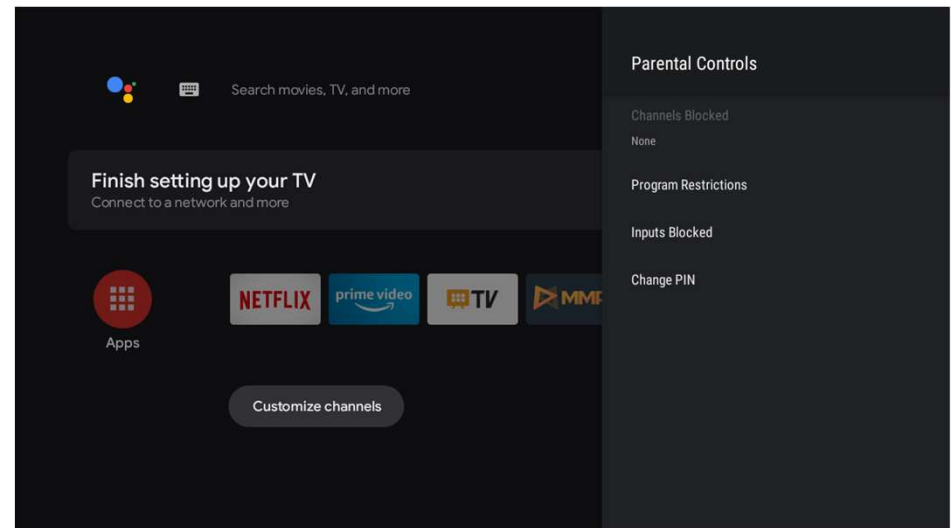 Search movies, TV, and more
Finish setting up your TV
Connect to a network and more
NETFLIX
prime video
TV
Apps
Customize channels
Parental Controls
Channels Blocked
None
Program Restrictions
Inputs Blocked
Change PIN